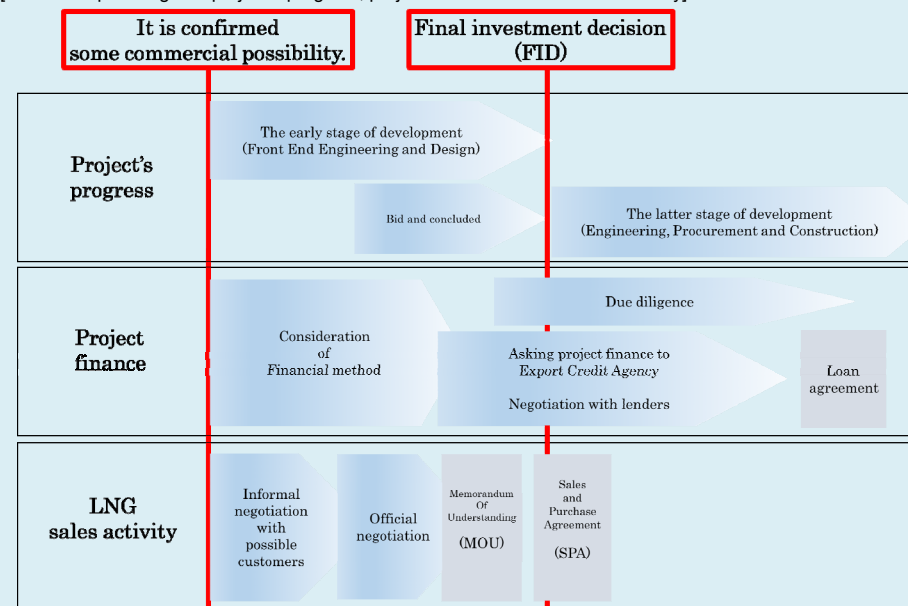 It is confirmed
some commercial possibility.
Final investment decision
(FID)
Project's
progress
The early stage of development
(Front End Engineering and Design)
Bid and concluded
The latter stage of development
(Engineering, Procurement and Construction)
Project
finance
Consideration
of
Financial method
Due diligence
Asking project finance to
Export Credit Agency
Negotiation with lenders
Loan
agreement
LNG
sales activity
Informal
negotiation
with
possible
customers
Official
negotiation
Memorandum
Of
Understanding
(MOU)
Sales
and
Purchase
Agreement
(SPA)